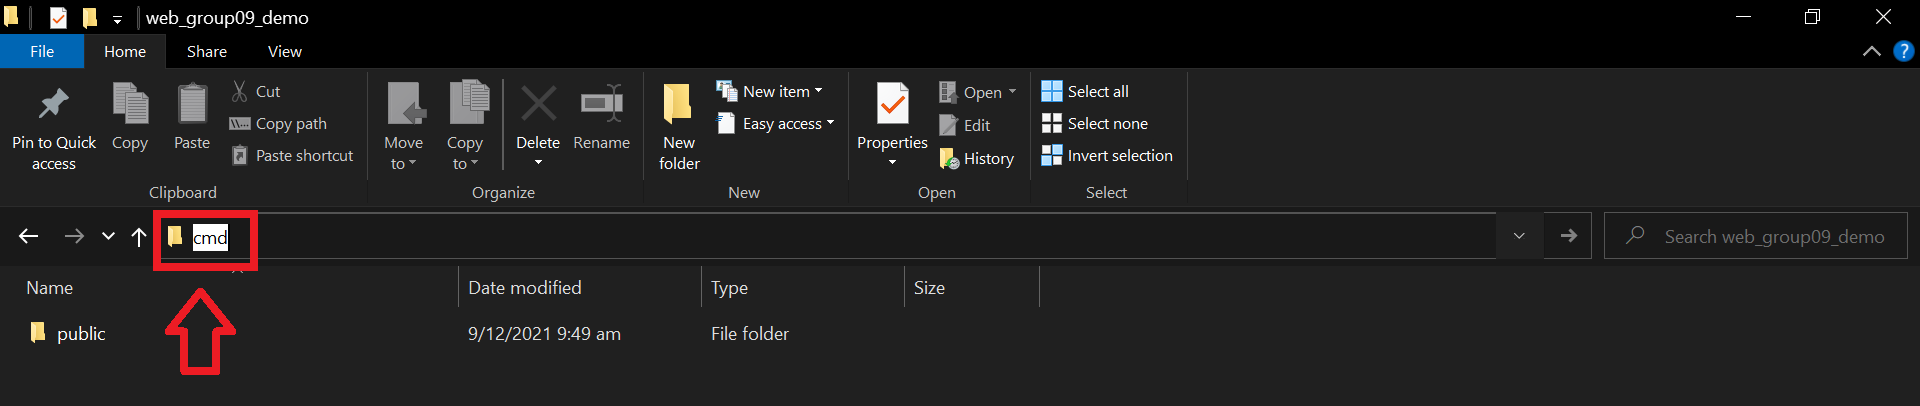 web_group09_demo
File Home Share View
Pin to Quick access
Copy
Paste
Cut
Copy path
Paste shortcut
Clipboard
Move to
Copy to
Delete
Rename
Organize
New folder
New item
Easy access
New
Properties
Open
Edit
History
Open
Select all
Select none
Invert selection
Select
cmd
Search web_group09_demo
Name Date modified Type Size
public 9/12/2021 9:49 am File folder